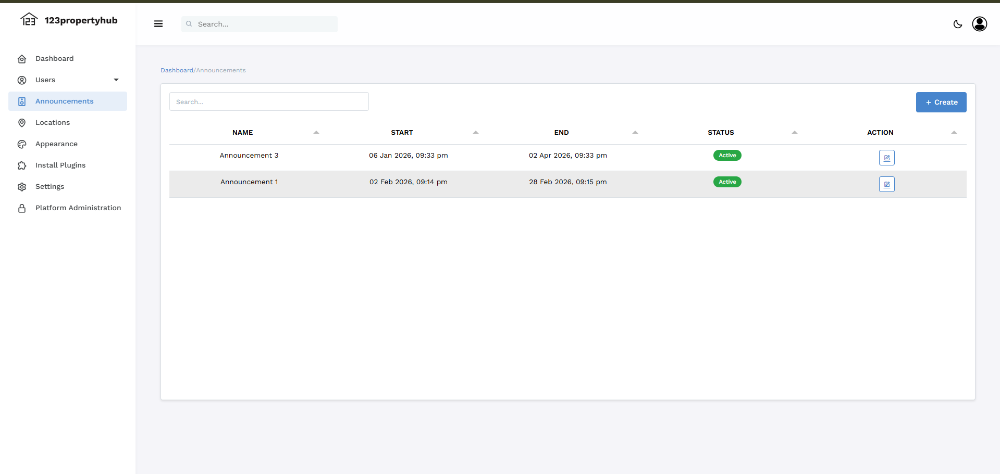 123 123propertyhub
Search...
Dashboard
Users
Announcements
Locations
Appearance
Install Plugins
Settings
Platform Administration
Dashboard/Announcements
Search...
+ Create
NAME START END STATUS ACTION
Announcement 3 06 Jan 2026, 09:33 pm 02 Apr 2026, 09:33 pm Active
Announcement 1 02 Feb 2026, 09:14 pm 28 Feb 2026, 09:15 pm Active